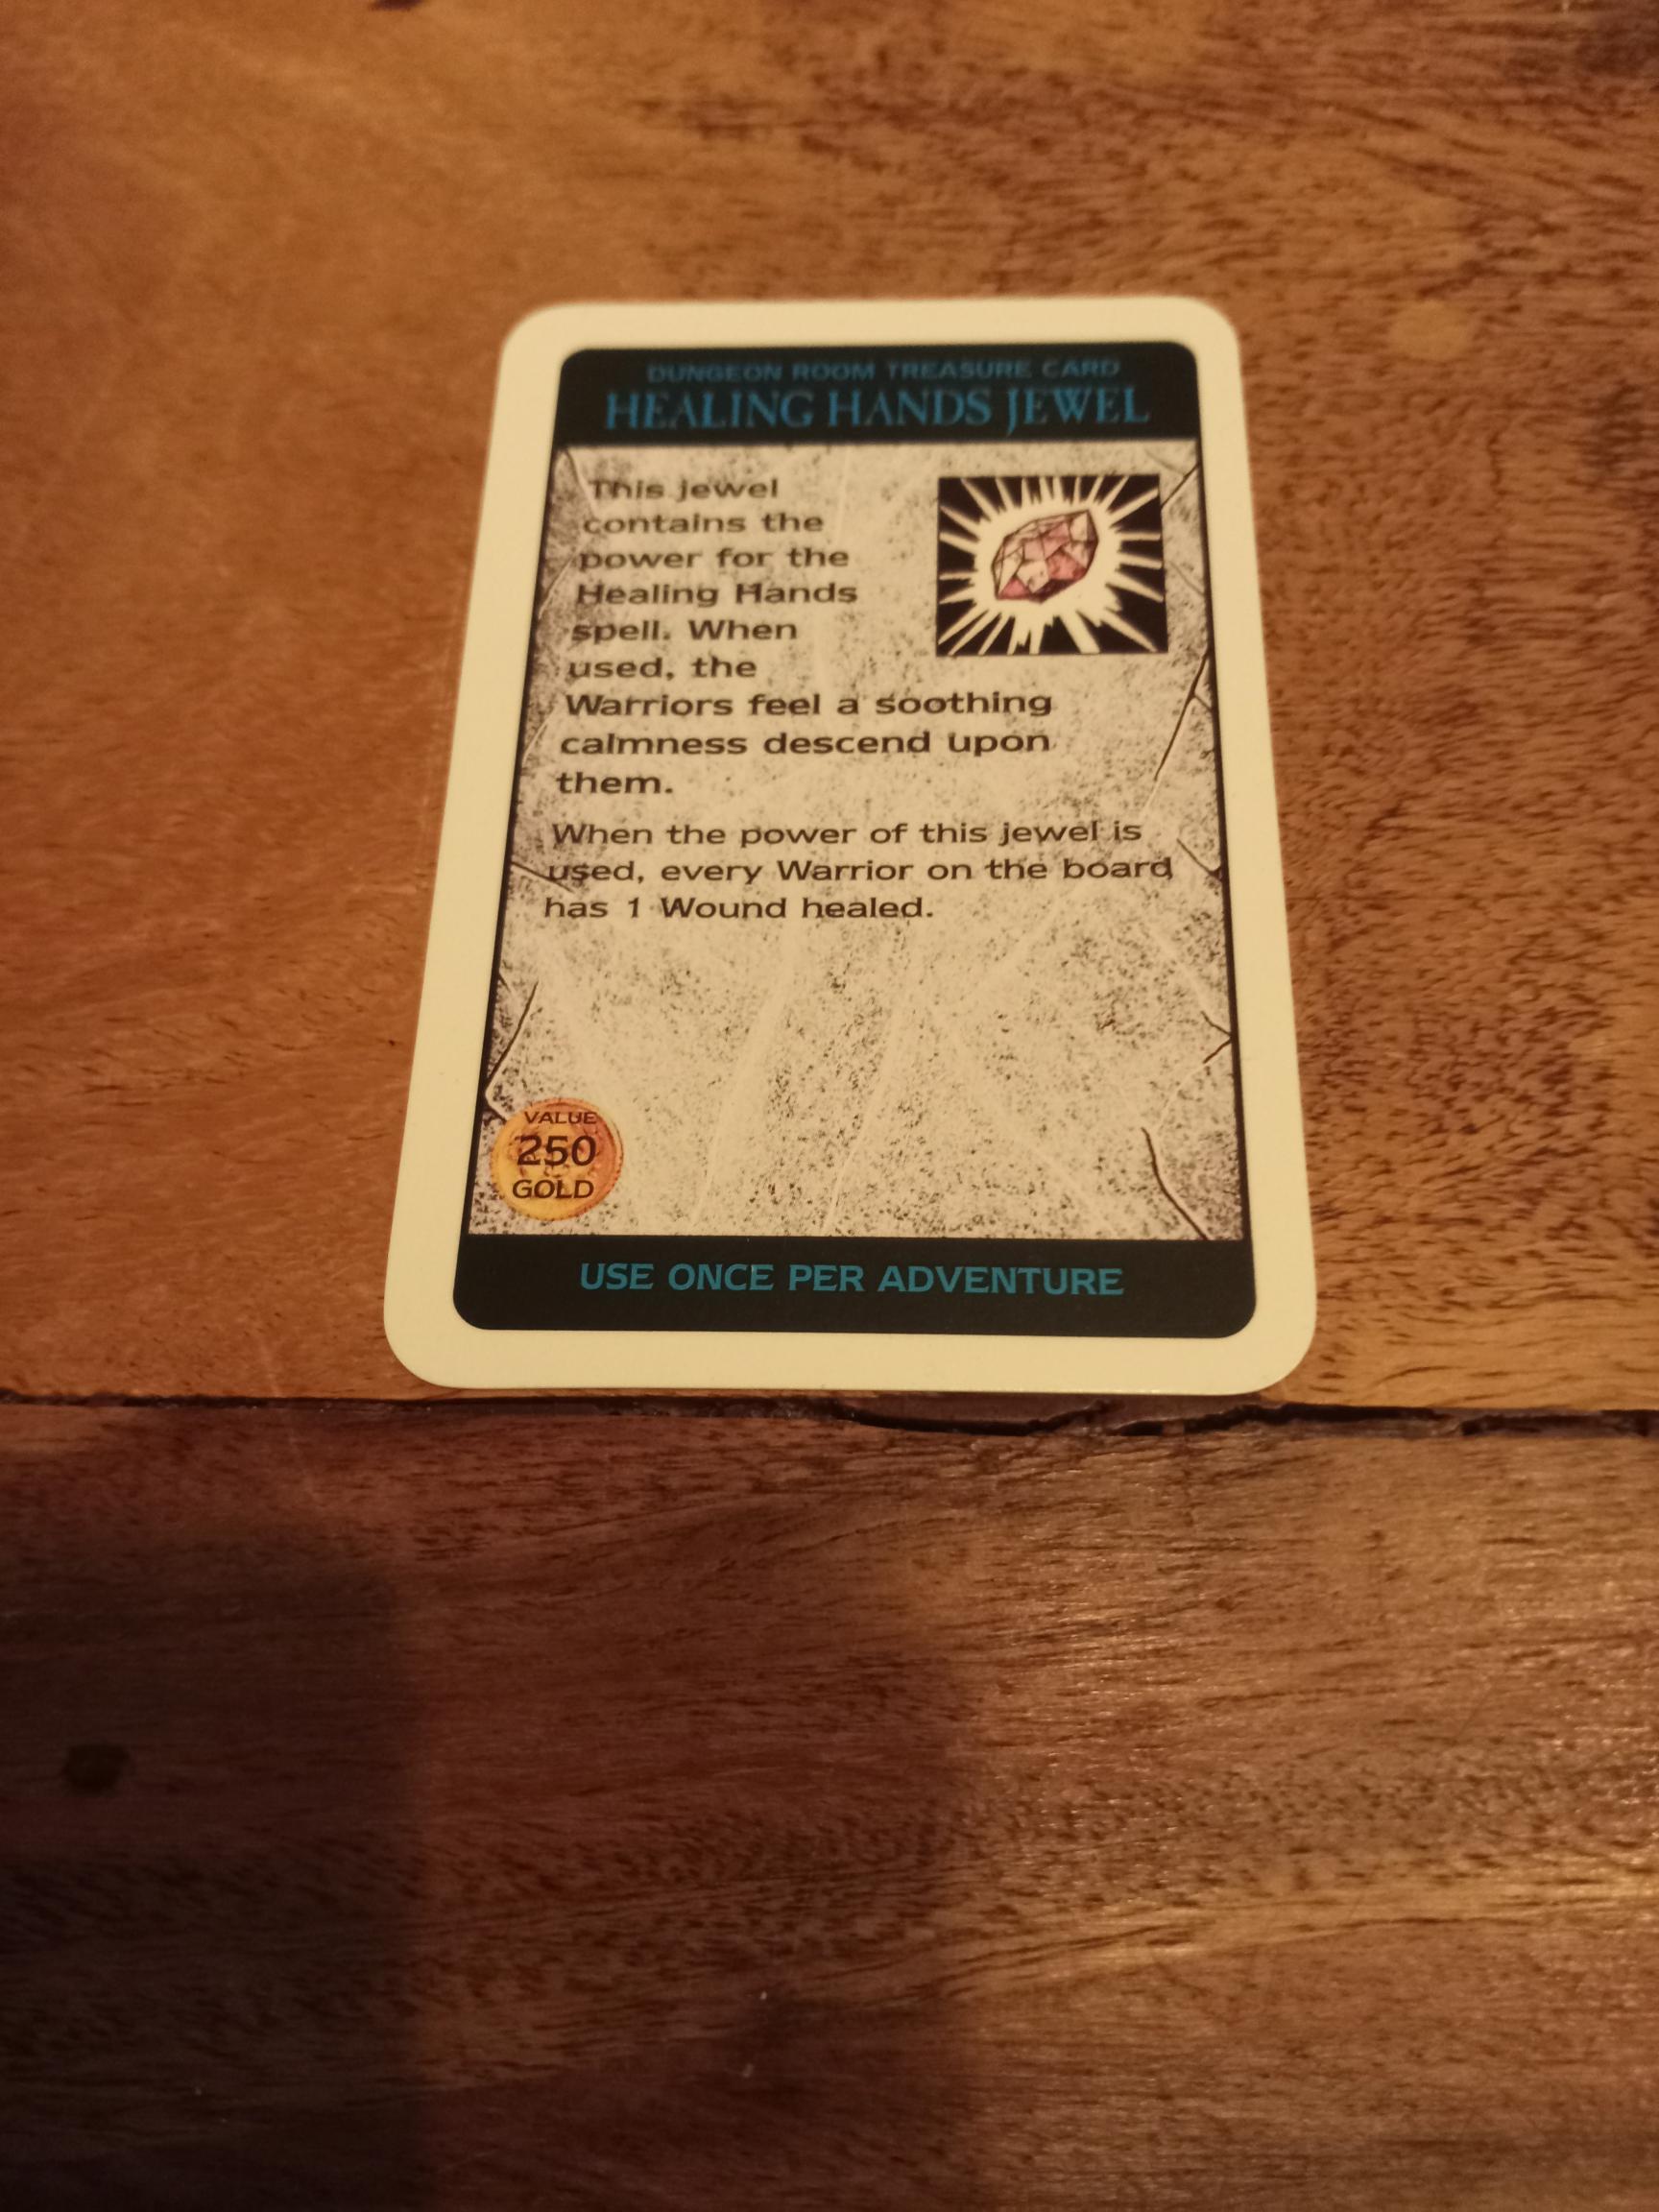 DUNGEON ROOM TREASURE CARD
HEALING HANDS JEWEL
This jewel
contains the
power for the
Healing Hands
spell. When
used, the
Warriors feel a soothing
calmness descend upon
them.
When the power of this jewel is
used, every Warrior on the board
has 1 Wound healed.
VALUE
250
GOLD
USE ONCE PER ADVENTURE